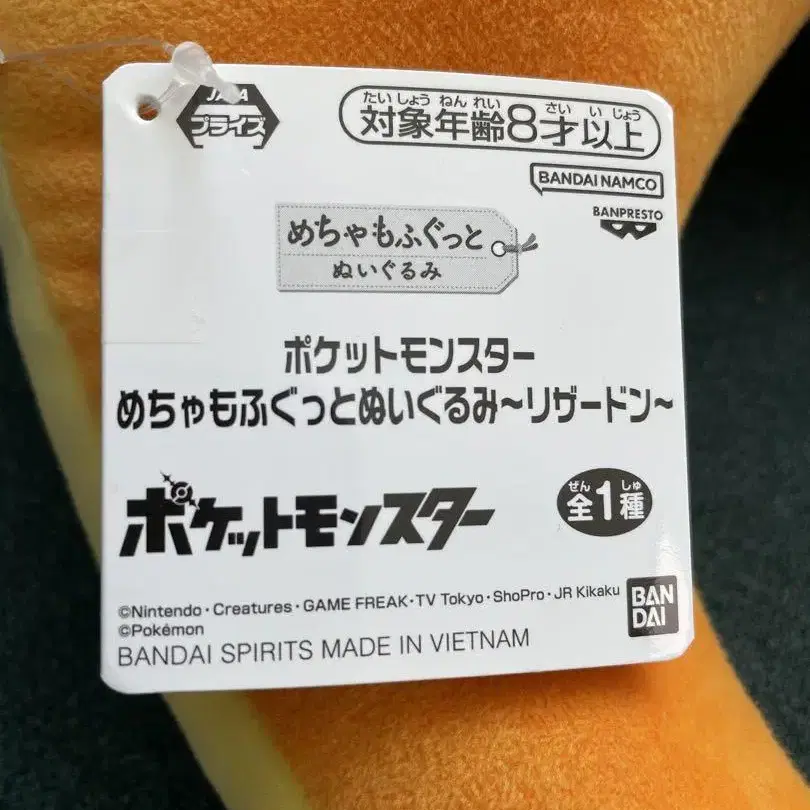 JAIA
プライズ
たいしょうねんれい さいいじょう
対象年齢8才以上
BANDAI NAMCO
BANPRESTO
めちゃもふぐっと
ぬいぐるみ
ポケットモンスター
めちゃもふぐっとぬいぐるみ~リザードン~
ポケットモンスター
ぜん しゅ
全1種
©Nintendo・Creatures・GAME FREAK・TV Tokyo・ShoPro・JR Kikaku
©Pokémon
BANDAI SPIRITS MADE IN VIETNAM
BAN
DAI